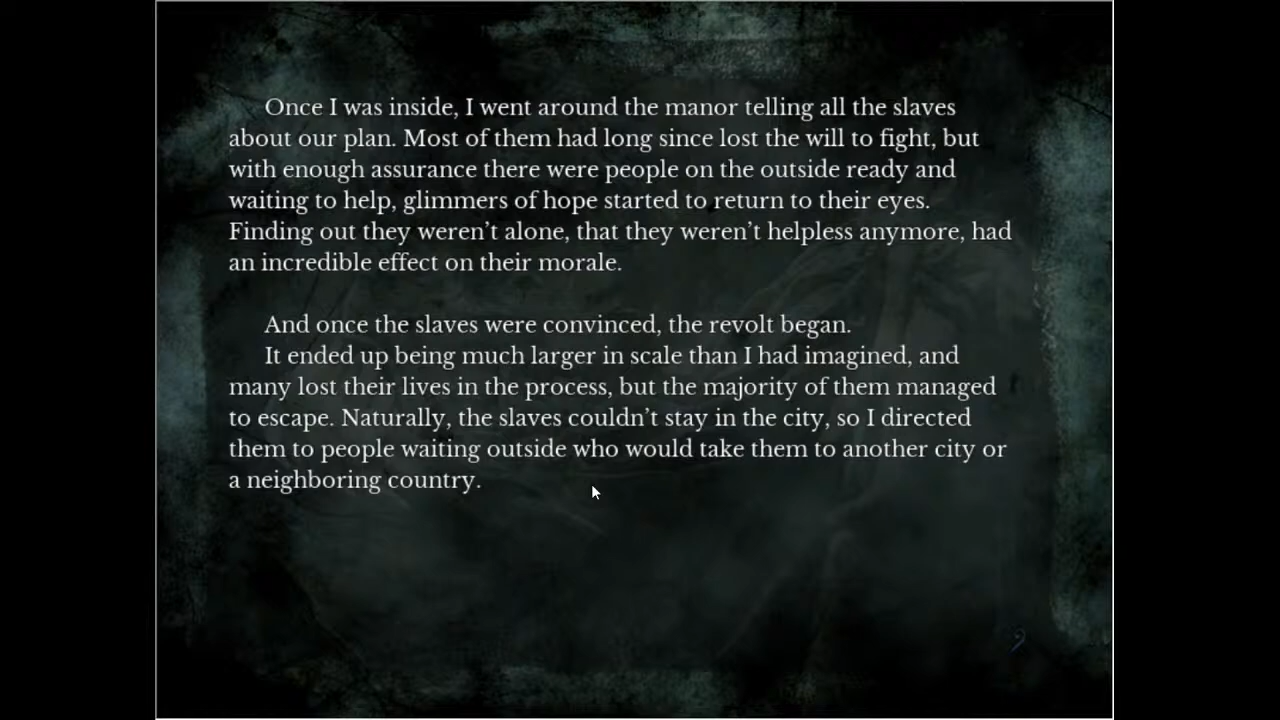 Once I was inside, I went around the manor telling all the slaves
about our plan. Most of them had long since lost the will to fight, but
with enough assurance there were people on the outside ready and
waiting to help, glimmers of hope started to return to their eyes.
Finding out they weren’t alone, that they weren’t helpless anymore, had
an incredible effect on their morale.
And once the slaves were convinced, the revolt began.
It ended up being much larger in scale than I had imagined, and
many lost their lives in the process, but the majority of them managed
to escape. Naturally, the slaves couldn’t stay in the city, so I directed
them to people waiting outside who would take them to another city or
a neighboring country.